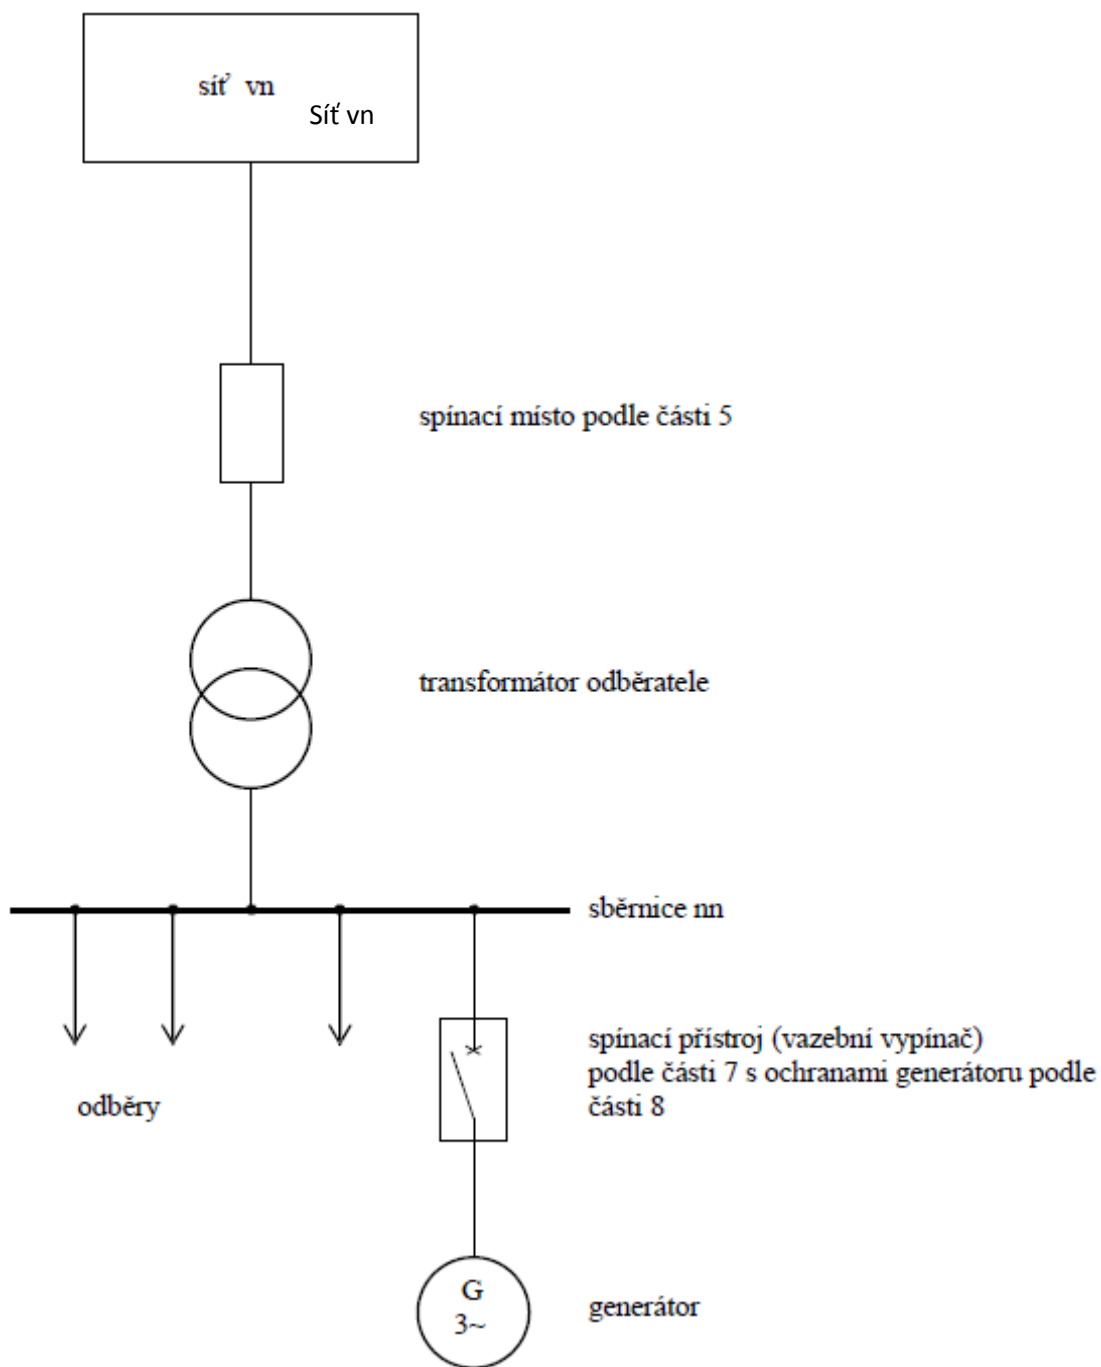 síť vn
Síť vn
spínací místo podle části 5
transformátor odběratele
sběrnice nn
spínací přístroj (vazební vypínač)
podle části 7 s ochranami generátoru podle
části 8
odběry
G
3~
generátor